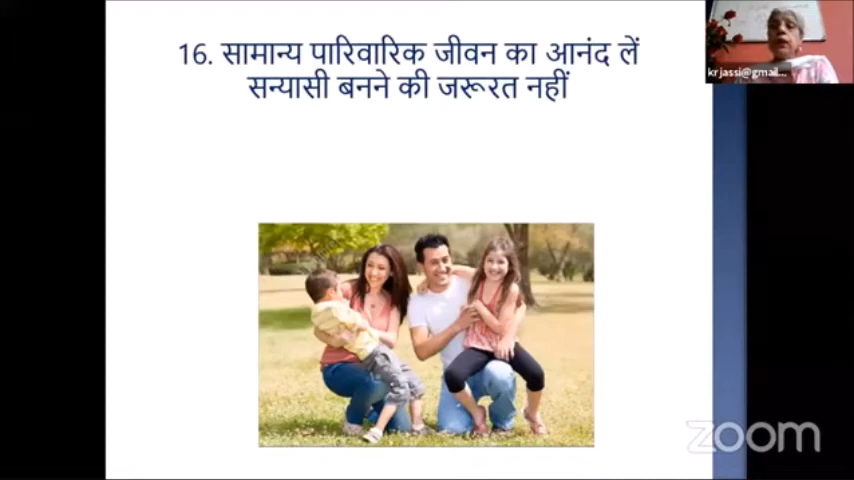 16. सामान्य पारिवारिक जीवन का आनंद लें
सन्यासी बनने की जरूरत नहीं
krjassi@gmail...
zoom